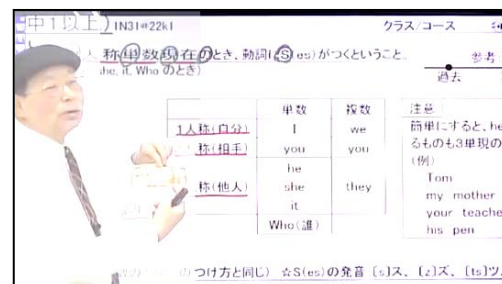 中1以上） 1N31#22k1 クラス/コース
人称単数現在のとき、動詞に S(es)がつくということ。 参考
he, it, Who のとき） 過去
単数 複数 注意
1人称(自分) I we 簡単にすると、he
称(相手) you you るものも3単現の
he (例)
称(他人) she they Tom
it my mother
Who(誰) your teache
his pen
のつけ方と同じ） ☆S(es)の発音 [s]ス、[z]ズ、[ts]ツ